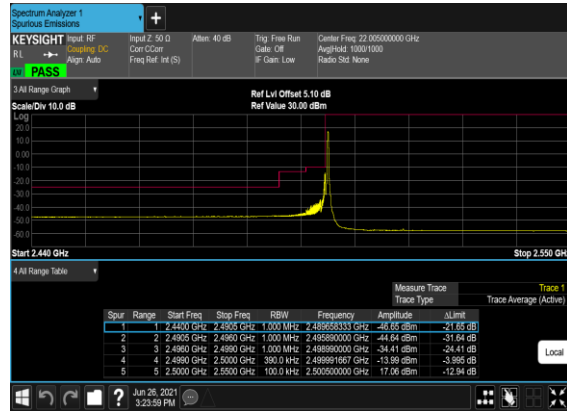 Spectrum Analyzer 1
Spurious Emissions
KEYSIGHT Input: RF
RL
Coupling: DC
Align: Auto
Input Z: 50 Ω
Corr CCorr
Freq Ref: Int (S)
Atten: 40 dB
Trig: Free Run
Gate: Off
IF Gain: Low
Center Freq: 22.005000000 GHz
Avg|Hold: 1000/1000
Radio Std: None
PASS
3 All Range Graph
Scale/Div 10.0 dB
Ref Lvl Offset 5.10 dB
Ref Value 30.00 dBm
Log
20.0
10.0
0.00
-10.0
-20.0
-30.0
-40.0
-50.0
-60.0
Start 2.440 GHz
Stop 2.550 GHz
4 All Range Table
Measure Trace Trace 1
Trace Type Trace Average (Active)
Spur Range Start Freq Stop Freq RBW Frequency Amplitude ΔLimit
1 1 2.4400 GHz 2.4905 GHz 1.000 MHz 2.489658333 GHz -46.65 dBm -21.65 dB
2 2 2.4905 GHz 2.4960 GHz 1.000 MHz 2.495890000 GHz -44.64 dBm -31.64 dB
3 3 2.4960 GHz 2.4990 GHz 1.000 MHz 2.498990000 GHz -34.41 dBm -24.41 dB
4 4 2.4990 GHz 2.5000 GHz 390.0 kHz 2.499991667 GHz -13.99 dBm -3.995 dB
5 5 2.5000 GHz 2.5500 GHz 100.0 kHz 2.500500000 GHz 17.06 dBm -12.94 dB
Local
Jun 26, 2021
3:23:59 PM